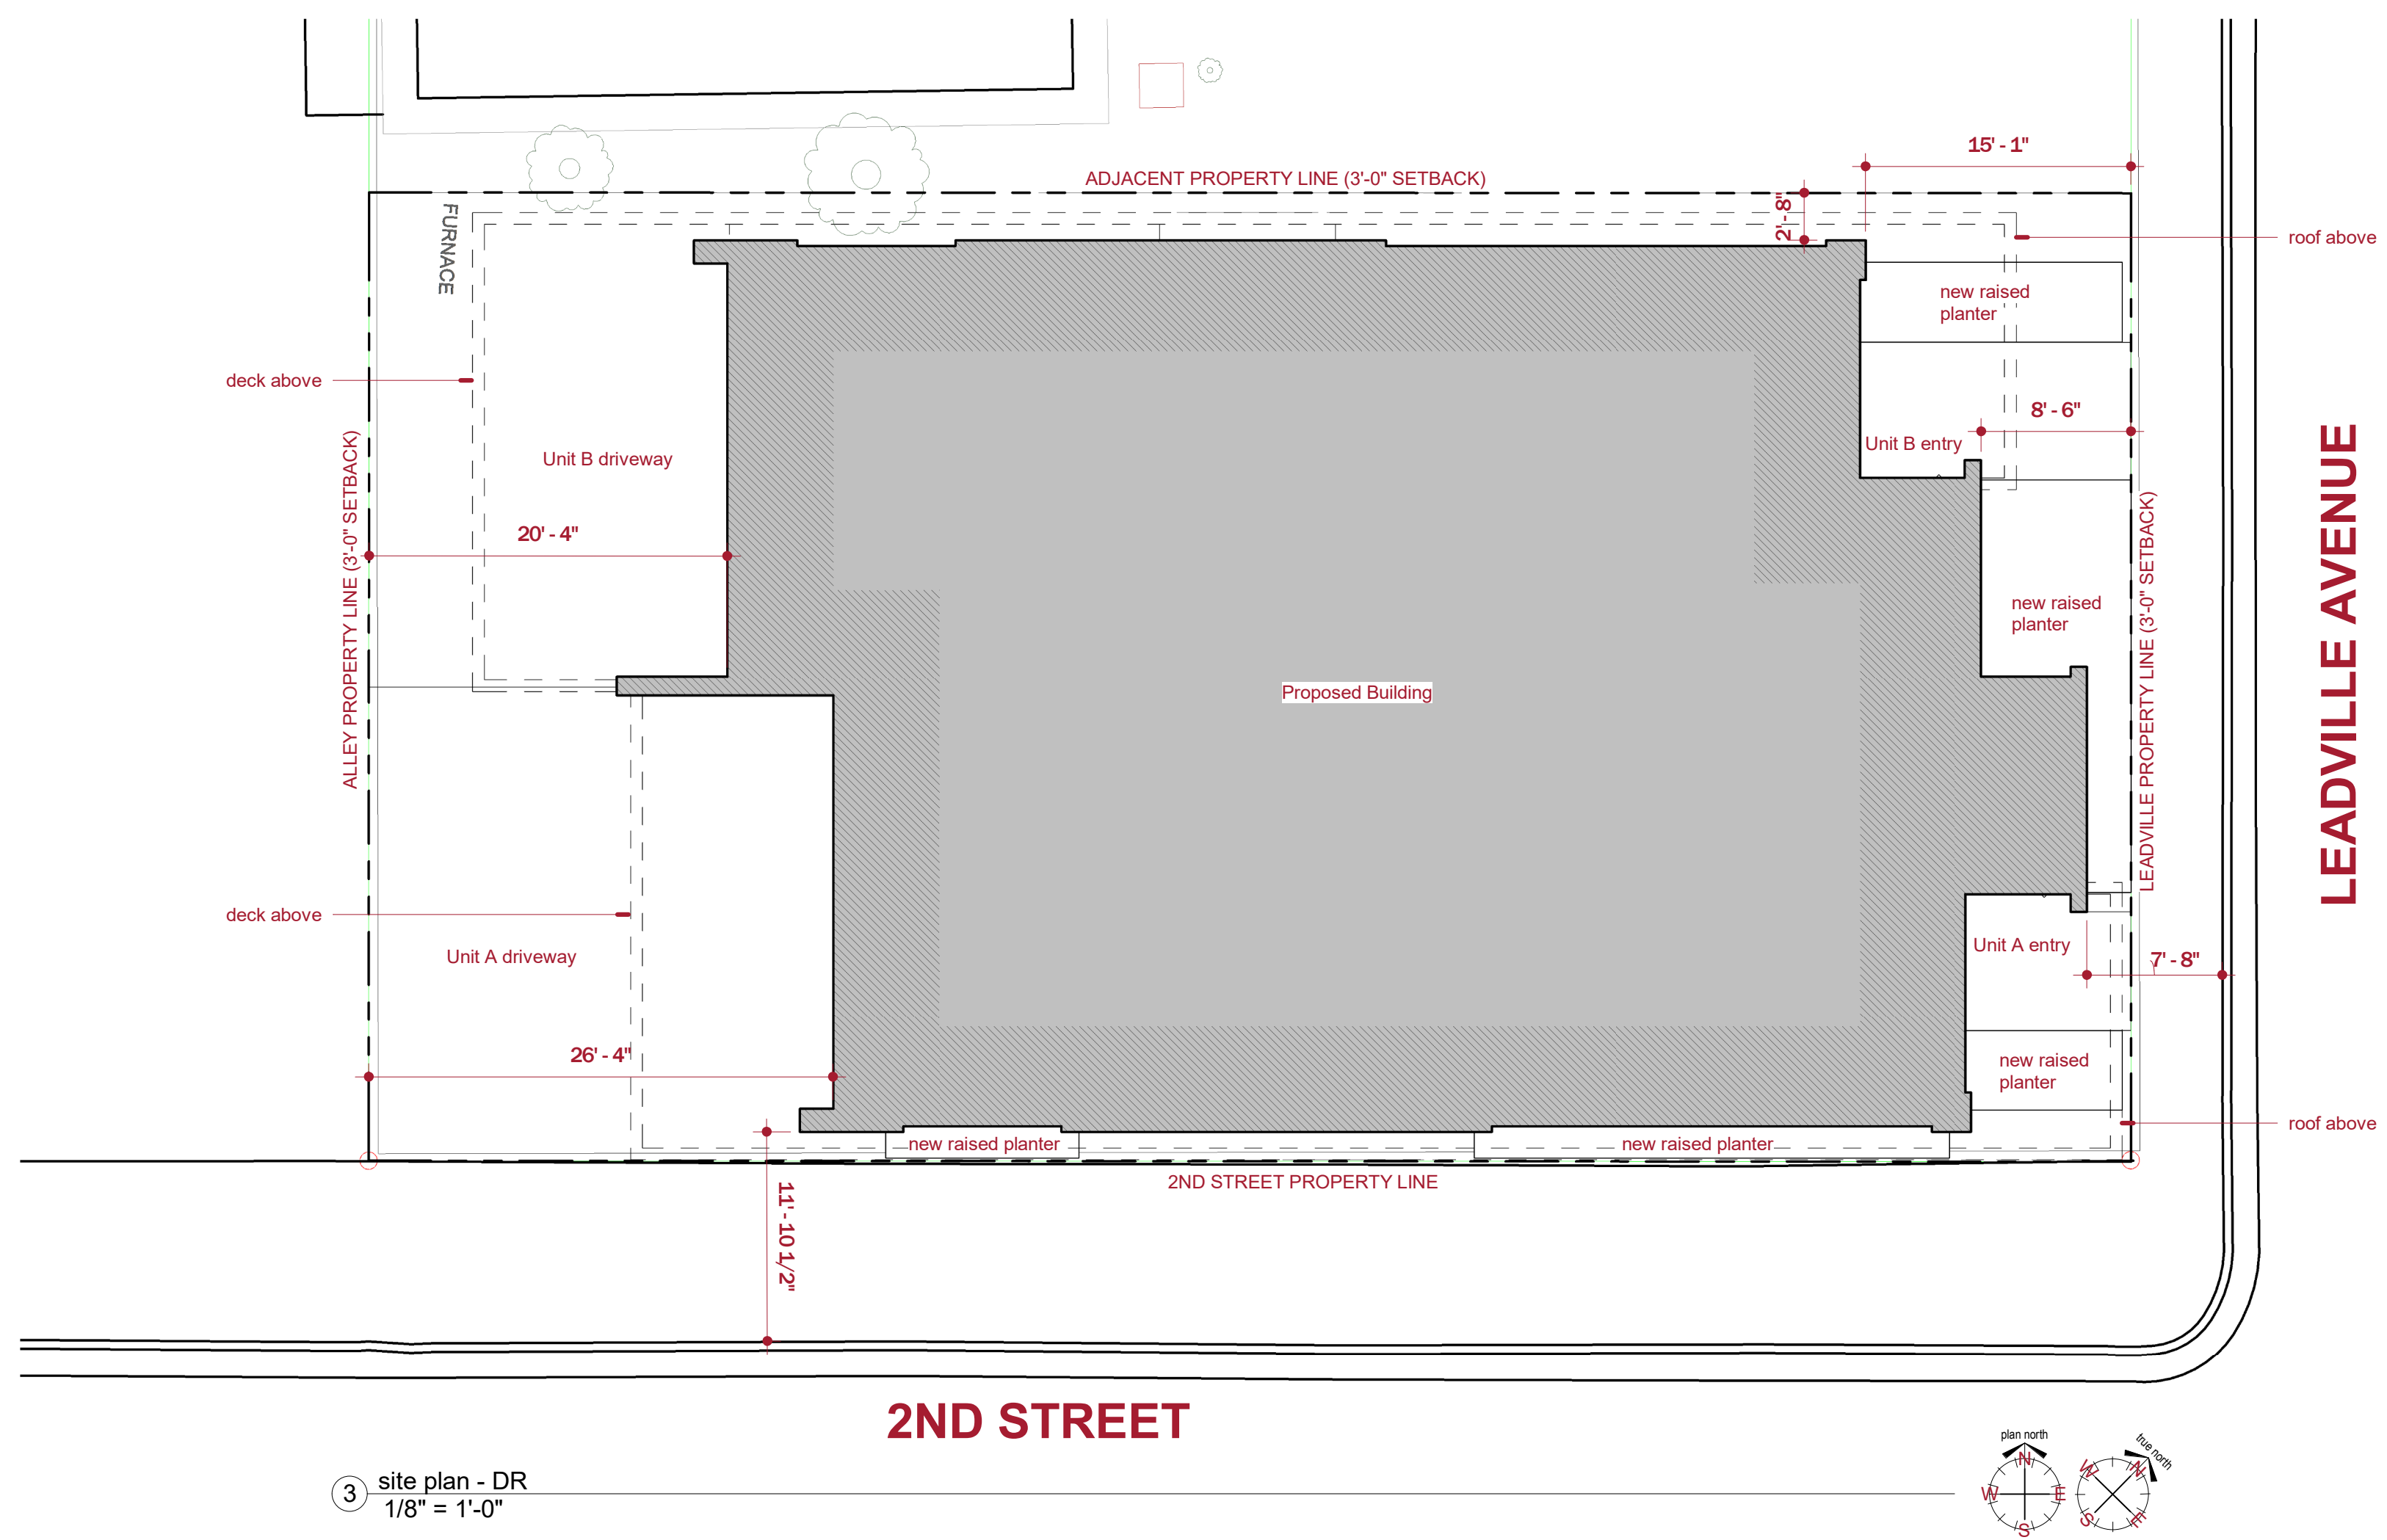 15' - 1"
ADJACENT PROPERTY LINE (3'-0" SETBACK)
2' - 8"
FURNACE
roof above
new raised
planter
deck above
8' - 6"
Unit B entry
Unit B driveway
ALLEY PROPERTY LINE (3'-0" SETBACK)
20' - 4"
LEADVILLE AVENUE
LEADVILLE PROPERTY LINE (3'-0" SETBACK)
new raised
planter
Proposed Building
deck above
Unit A driveway
Unit A entry
7' - 8"
26' - 4"
new raised
planter
roof above
new raised planter
new raised planter
2ND STREET PROPERTY LINE
11' - 10 1/2"
2ND STREET
plan north
N
W
E
S
true north
N
W
E
S
3
site plan - DR
1/8" = 1'-0"